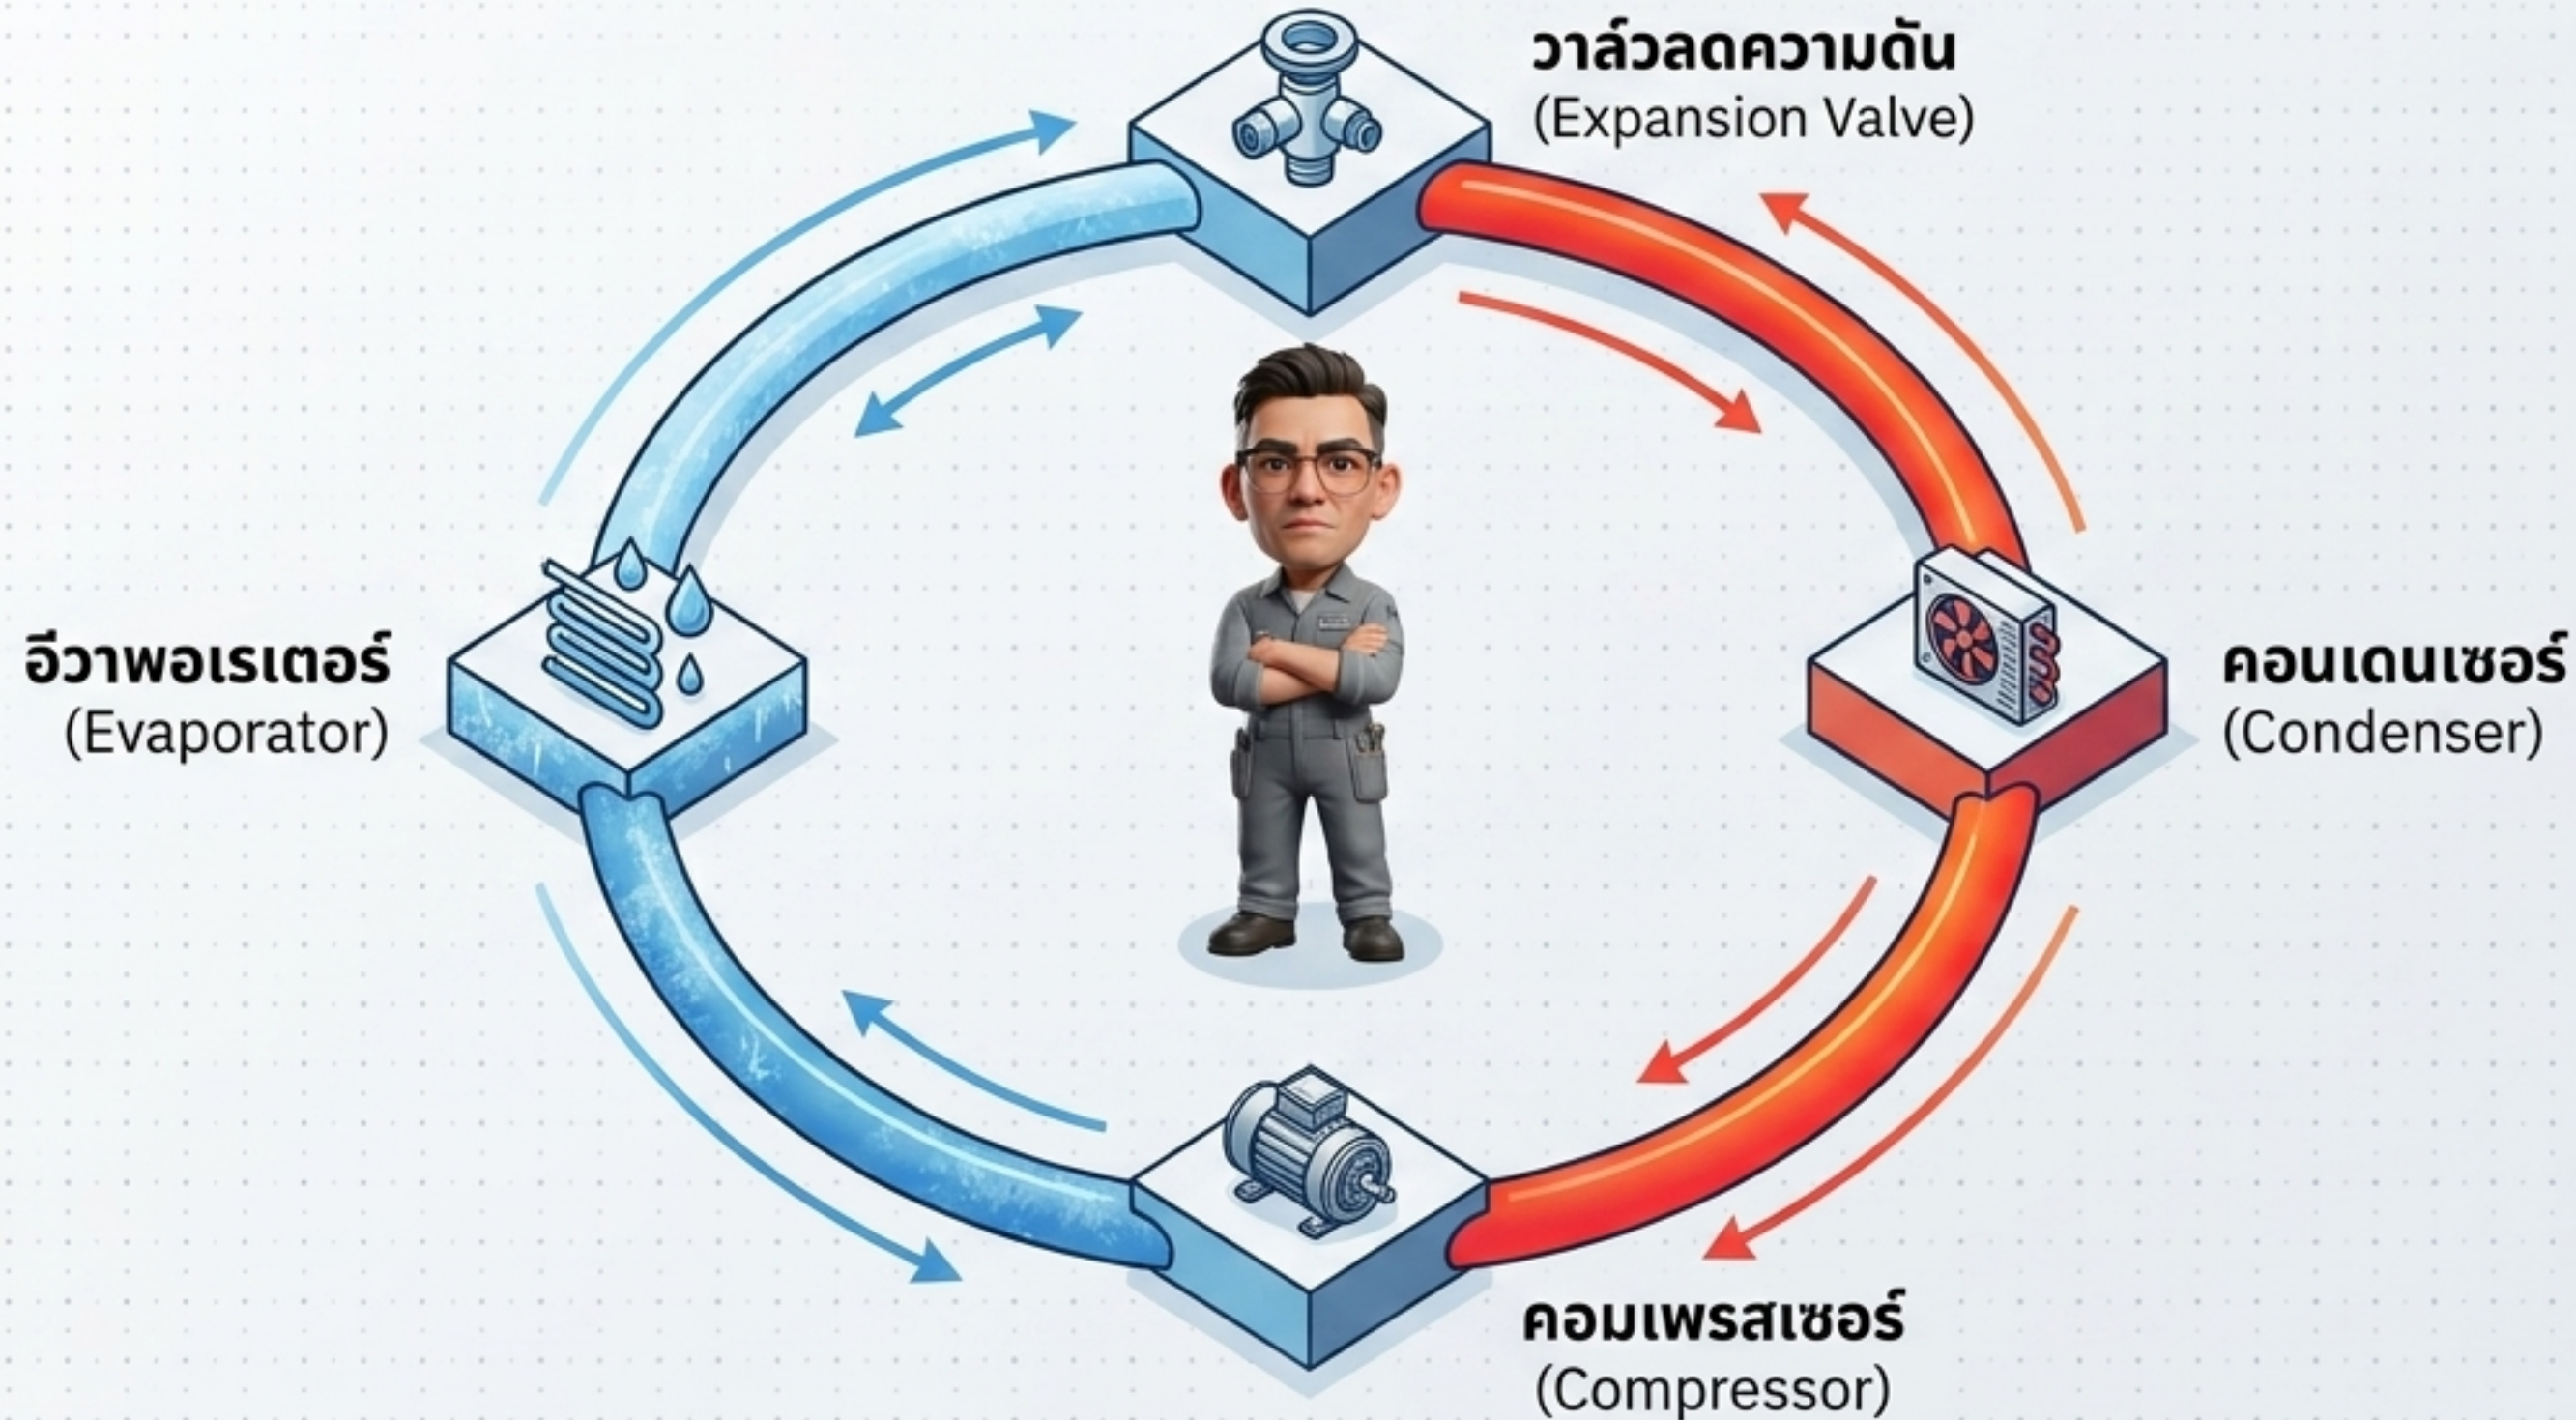 วาล์วลดความดัน
(Expansion Valve)
อีวาพอเรเตอร์
(Evaporator)
คอนเดนเซอร์
(Condenser)
คอมเพรสเซอร์
(Compressor)